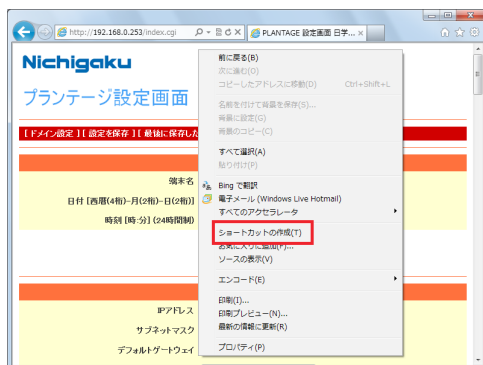 http://192.168.0.253/index.cgi
PLANTAGE 設定画面 日学...
Nichigaku
プランテージ設定画面
[ドメイン設定 ][ 設定を保存 ][ 最後に保存した
端末名
日付 [西暦(4桁)-月(2桁)-日(2桁)]
時刻 [時:分] (24時間制)
IPアドレス
サブネットマスク
デフォルトゲートウェイ
前に戻る(B)
次に進む(O)
コピーしたアドレスに移動(D) Ctrl+Shift+L
名前を付けて背景を保存(S)...
背景に設定(G)
背景のコピー(C)
すべて選択(A)
貼り付け(P)
Bing で翻訳
電子メール (Windows Live Hotmail)
すべてのアクセラレータ
ショートカットの作成(T)
お気に入りに追加(F)...
ソースの表示(V)
エンコード(E)
印刷(I)...
印刷プレビュー(N)...
最新の情報に更新(R)
プロパティ(P)